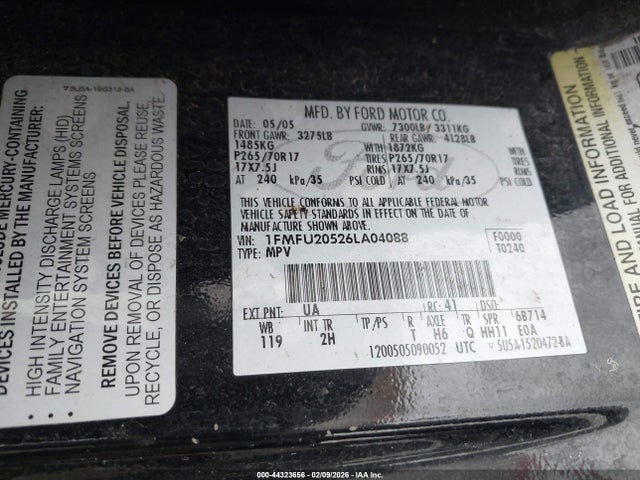 DEVICES INSTALLED BY THE MANUFACTURER:
HIGH INTENSITY DISCHARGE LAMPS (HID)
FAMILY ENTERTAINMENT SYSTEMS SCREENS
NAVIGATION SYSTEMS SCREENS
REMOVE DEVICES BEFORE VEHICLE DISPOSAL.
UPON REMOVAL OF DEVICES PLEASE REUSE,
RECYCLE, OR DISPOSE AS HAZARDOUS WASTE.
MFD. BY FORD MOTOR CO.
DATE: 05/05 GVWR: 7300LB/ 3311KG
FRONT GAWR: 3275LB REAR GAWR: 4128LB
1485KG WITH 1872KG WITH
P265/70R17 TIRES P265/70R17 TIRES
17X7.5J RIMS 17X7.5J RIMS
AT 240 kPa/35 PSI COLD AT 240 kPa/35 PSI COLD
THIS VEHICLE CONFORMS TO ALL APPLICABLE FEDERAL MOTOR
VEHICLE SAFETY STANDARDS IN EFFECT ON THE DATE OF
MANUFACTURE SHOWN ABOVE.
VIN: 1FMFU20526LA04088 F0000
TYPE: MPV T0240
EXT PNT: UA RC: 41 DSO:
WB INT TR TP/PS R AXLE TR SPR 6B714
119 2H T H6 Q HH11 E0A
1200505090052 UTC 5U5A-1520472-BA
AND LOAD INFORMATION
000-44323656 - 02/09/2026 - IAA Inc.